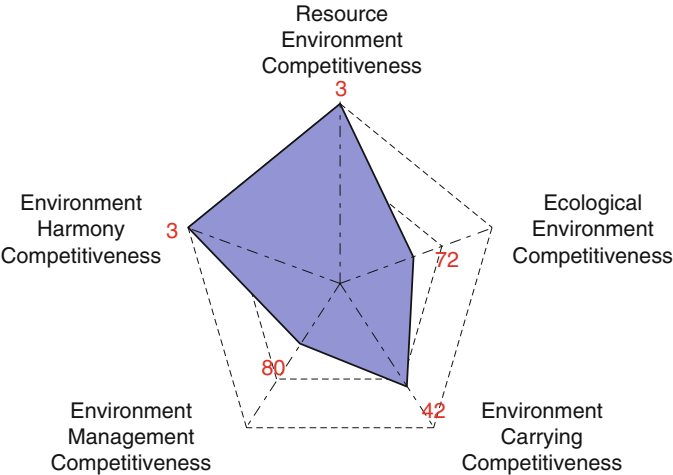 Resource
Environment
Competitiveness
3
Environment
Harmony
Competitiveness
3
Ecological
Environment
Competitiveness
72
80
42
Environment
Management
Competitiveness
Environment
Carrying
Competitiveness